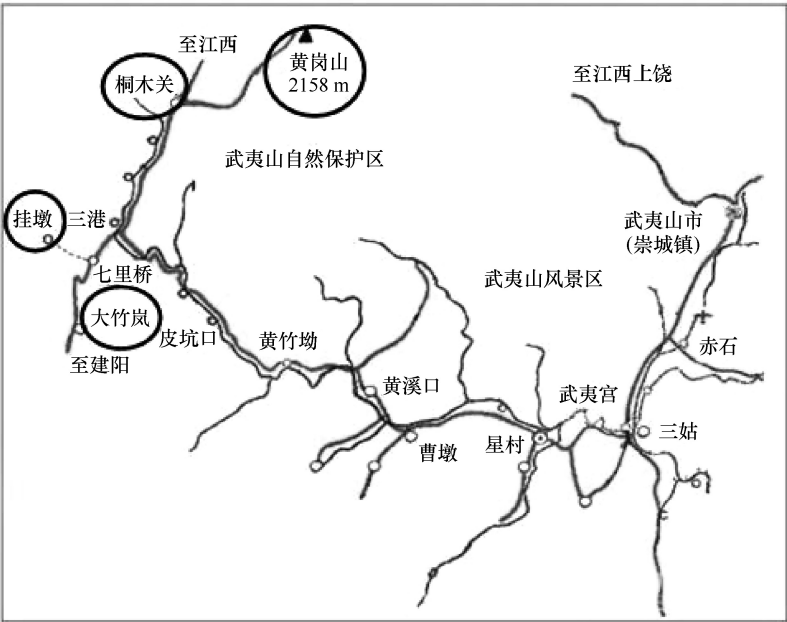 至江西
黄岗山
2158 m
桐木关
至江西上饶
武夷山自然保护区
挂墩
三港
武夷山市
(崇城镇)
七里桥
武夷山风景区
大竹岚
皮坑口
黄竹坳
赤石
至建阳
黄溪口
武夷宫
曹墩
星村
三姑